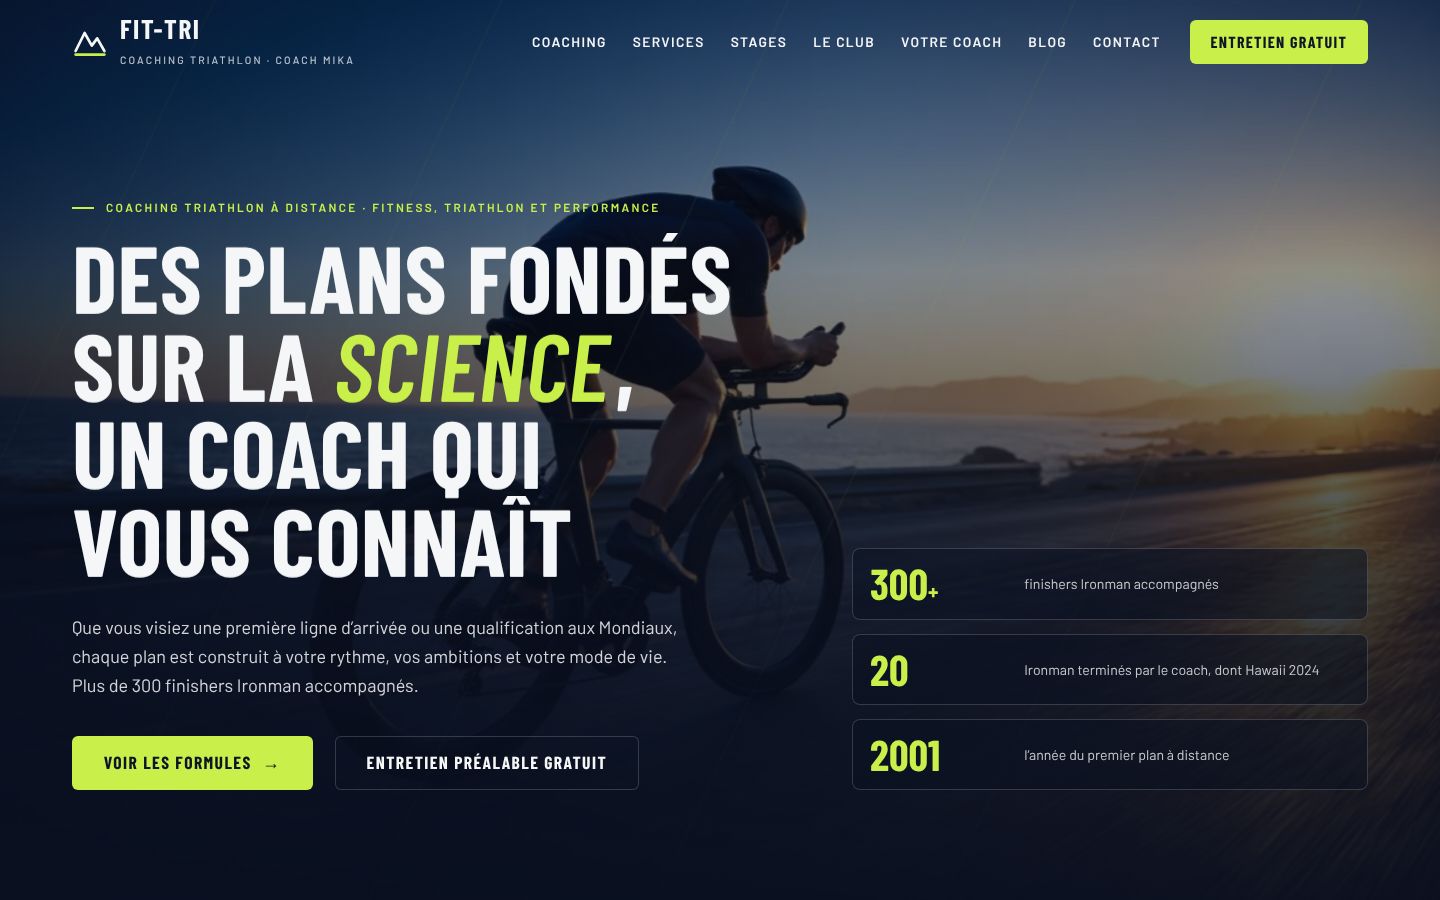 FIT-TRI
COACHING TRIATHLON · COACH MIKA
COACHING SERVICES STAGES LE CLUB VOTRE COACH BLOG CONTACT ENTRETIEN GRATUIT
COACHING TRIATHLON À DISTANCE · FITNESS, TRIATHLON ET PERFORMANCE
DES PLANS FONDÉS
SUR LA SCIENCE,
UN COACH QUI
VOUS CONNAÎT
Que vous visiez une première ligne d’arrivée ou une qualification aux Mondiaux,
chaque plan est construit à votre rythme, vos ambitions et votre mode de vie.
Plus de 300 finishers Ironman accompagnés.
VOIR LES FORMULES →
ENTRETIEN PRÉALABLE GRATUIT
300+ finishers Ironman accompagnés
20 Ironman terminés par le coach, dont Hawaii 2024
2001 l’année du premier plan à distance